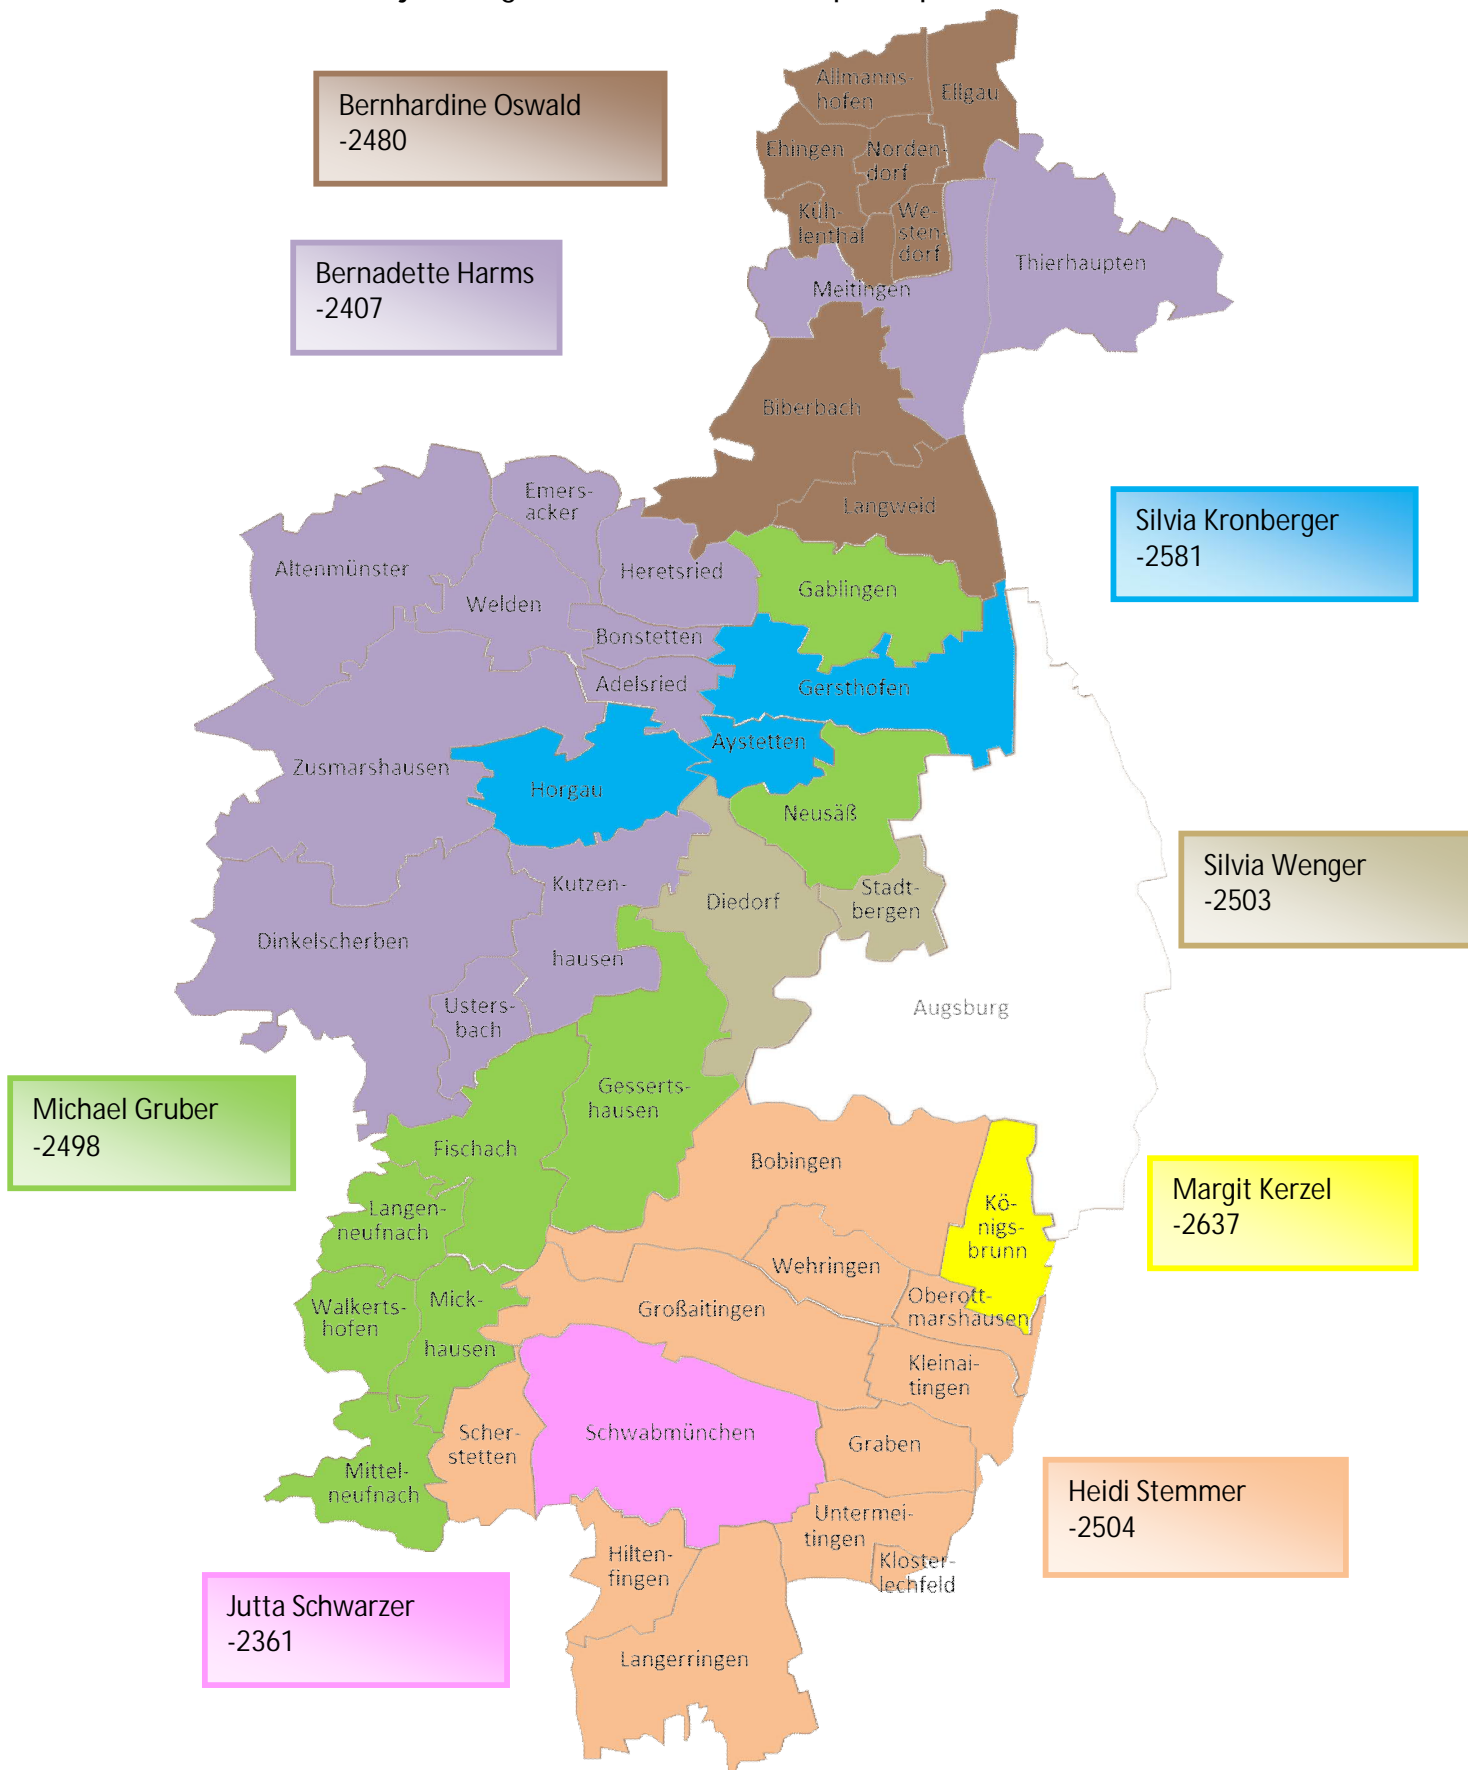 Bernhardine Oswald
-2480
Allmanns-
hofen
Ellgau
Ehingen
Norden-
dorf
Küh-
lenthal
We-
sten-
dorf
Bernadette Harms
-2407
Thierhaupten
Meitingen
Biberbach
Langweid
Emers-
acker
Silvia Kronberger
-2581
Altenmünster
Heretsried
Welden
Gablingen
Bonstetten
Adelsried
Gersthofen
Aystetten
Zusmarshausen
Horgau
Neusäß
Silvia Wenger
-2503
Kutzen-
hausen
Diedorf
Stadt-
bergen
Dinkelscherben
Usters-
bach
Augsburg
Michael Gruber
-2498
Gesserts-
hausen
Fischach
Bobingen
Margit Kerzel
-2637
Langen-
neufnach
Kö-
nigs-
brunn
Wehringen
Walkerts-
hofen
Mick-
hausen
Großaitingen
Oberott-
marshausen
Kleinai-
tingen
Scher-
stetten
Schwabmünchen
Graben
Mittel-
neufnach
Heidi Stemmer
-2504
Untermei-
tingen
Hilten-
fingen
Kloster-
lechfeld
Jutta Schwarzer
-2361
Langerringen